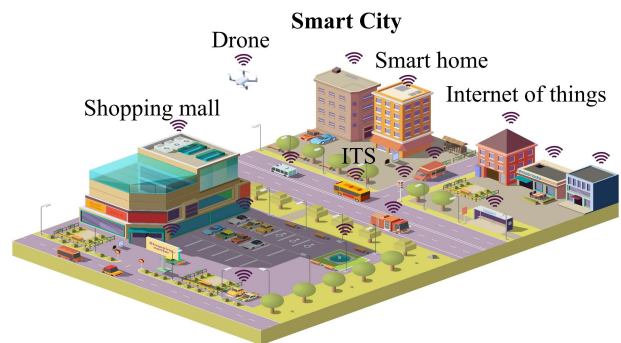 Smart City
Drone
Smart home
Shopping mall
Internet of things
ITS